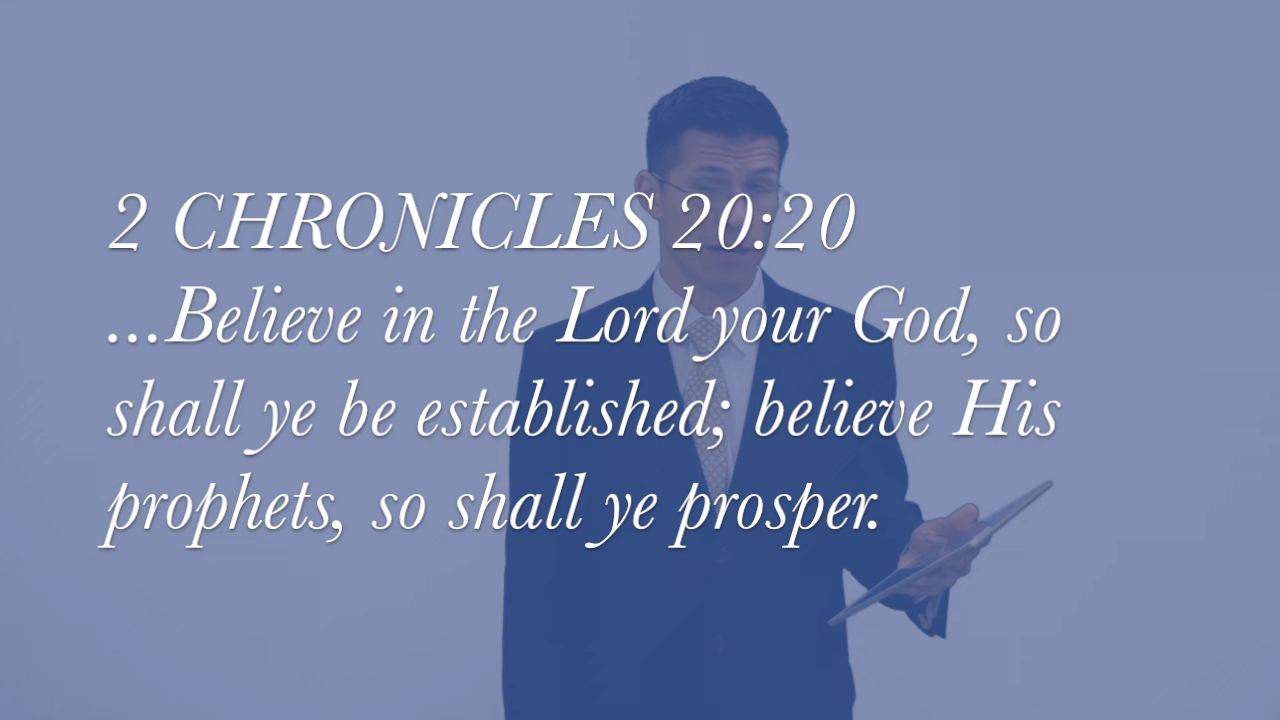 2 CHRONICLES 20:20
...Believe in the Lord your God, so
shall ye be established; believe His
prophets, so shall ye prosper.